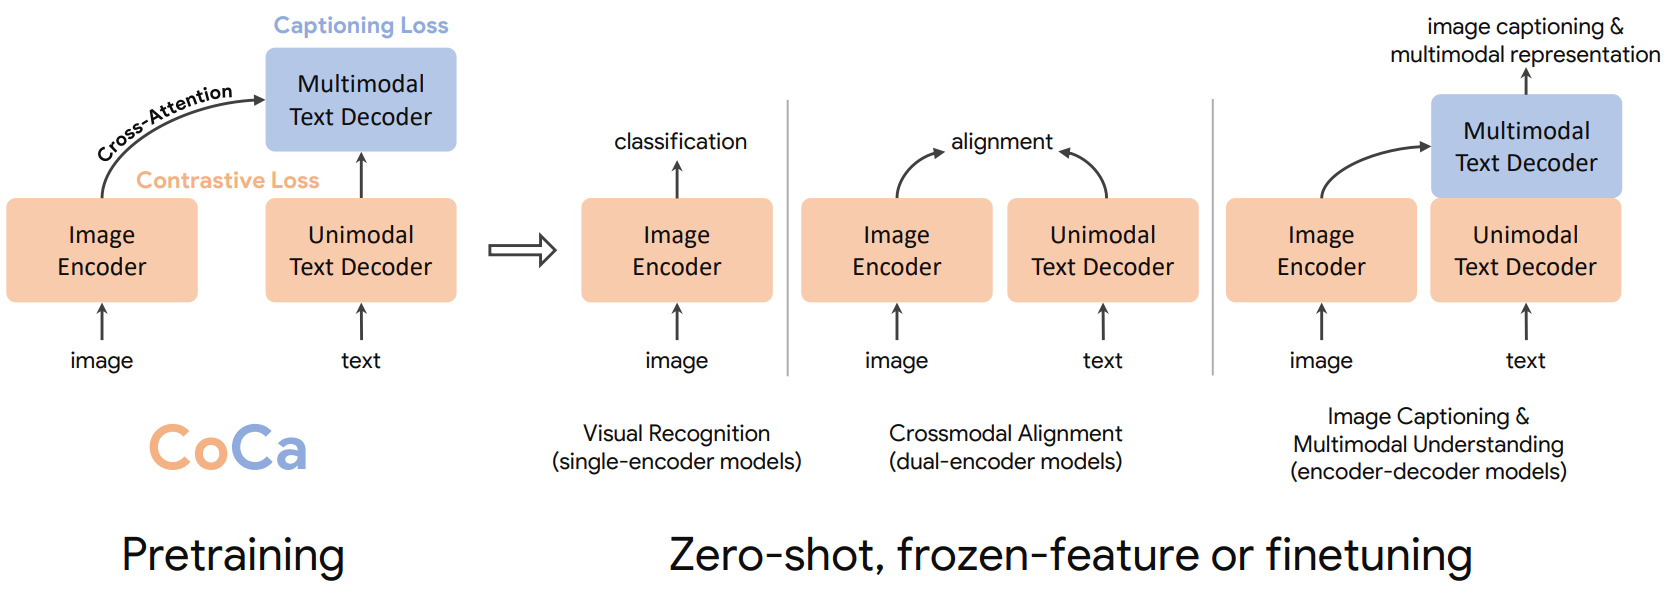 Captioning Loss
Multimodal
Text Decoder
Cross-Attention
Contrastive Loss
Image
Encoder
Unimodal
Text Decoder
image
text
CoCa
Pretraining
classification
Image
Encoder
image
Visual Recognition
(single-encoder models)
alignment
Image
Encoder
Unimodal
Text Decoder
image
text
Crossmodal Alignment
(dual-encoder models)
image captioning &
multimodal representation
Multimodal
Text Decoder
Image
Encoder
Unimodal
Text Decoder
image
text
Image Captioning &
Multimodal Understanding
(encoder-decoder models)
Zero-shot, frozen-feature or finetuning